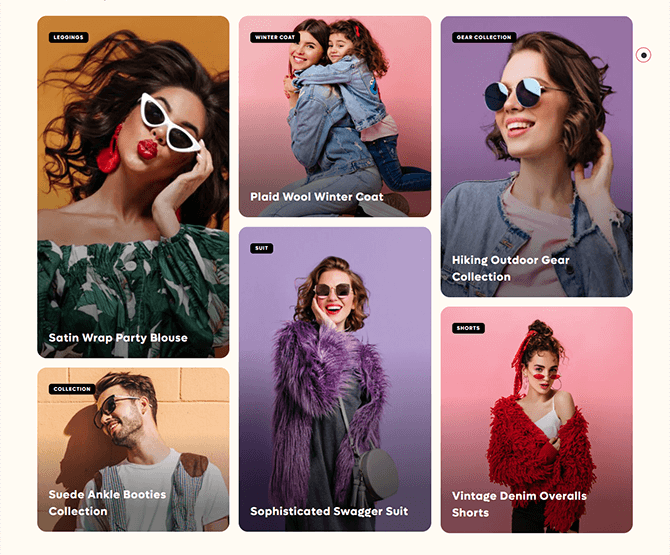 LEGGINGS
Satin Wrap Party Blouse
COLLECTION
Suede Ankle Booties
Collection
WINTER COAT
Plaid Wool Winter Coat
SUIT
Sophisticated Swagger Suit
GEAR COLLECTION
Hiking Outdoor Gear
Collection
SHORTS
Vintage Denim Overalls
Shorts